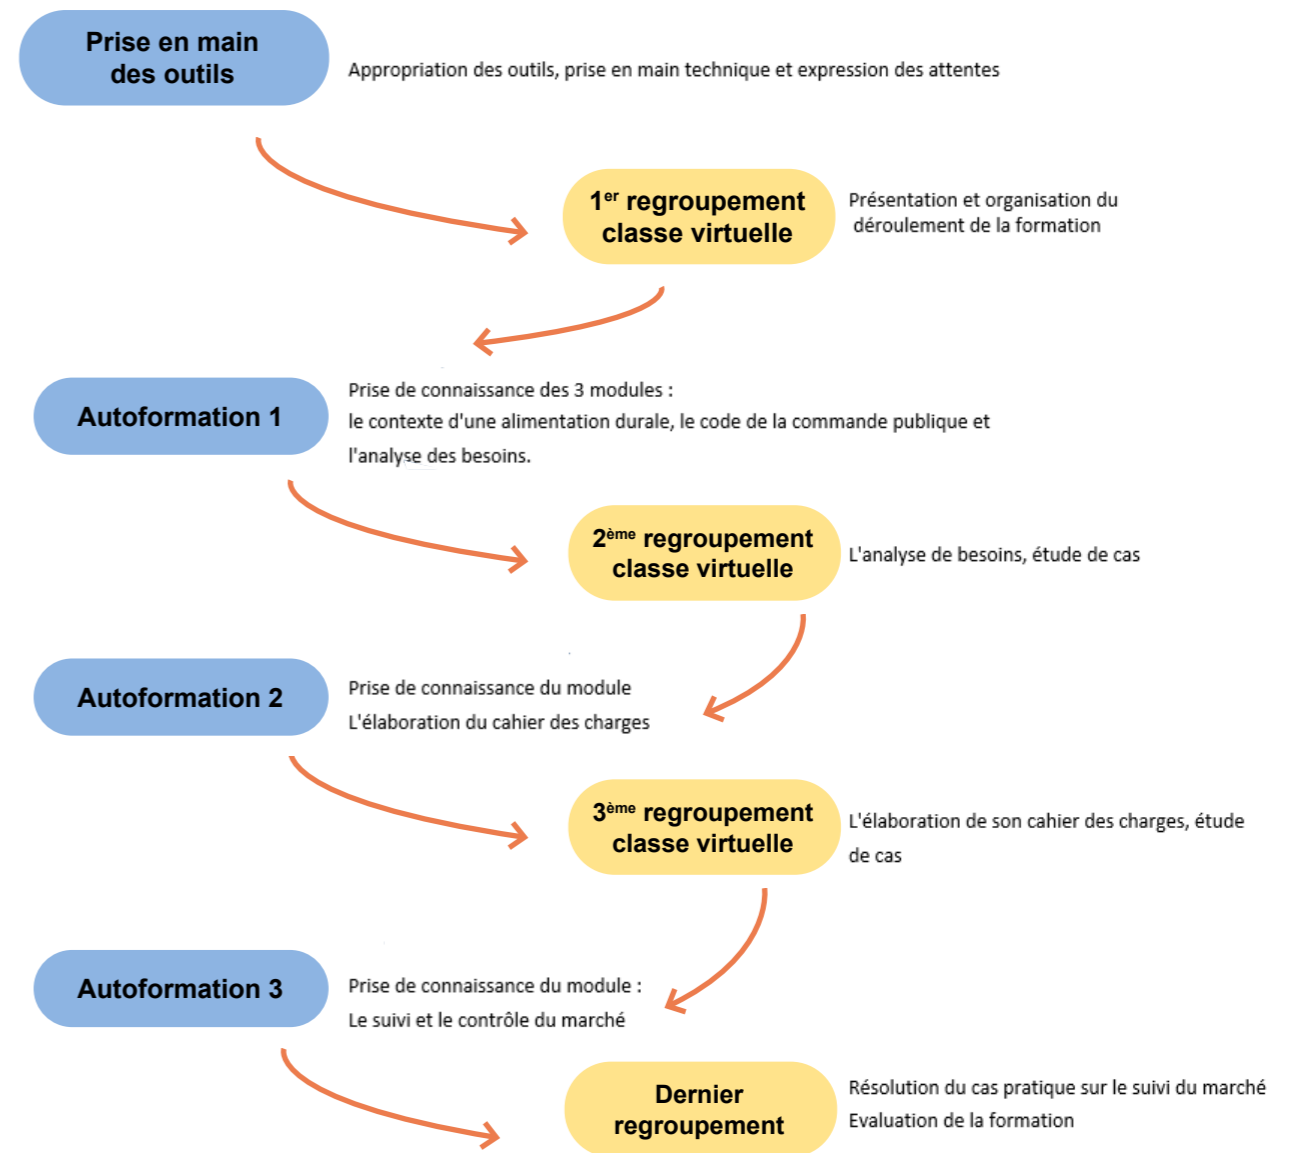 Prise en main
des outils
Appropriation des outils, prise en main technique et expression des attentes
1er regroupement
classe virtuelle
Présentation et organisation du
déroulement de la formation
Autoformation 1
Prise de connaissance des 3 modules :
le contexte d'une alimentation durale, le code de la commande publique et
l'analyse des besoins.
2ème regroupement
classe virtuelle
L'analyse de besoins, étude de cas
Autoformation 2
Prise de connaissance du module
L'élaboration du cahier des charges
3ème regroupement
classe virtuelle
L'élaboration de son cahier des charges, étude
de cas
Autoformation 3
Prise de connaissance du module :
Le suivi et le contrôle du marché
Dernier
regroupement
Résolution du cas pratique sur le suivi du marché
Evaluation de la formation